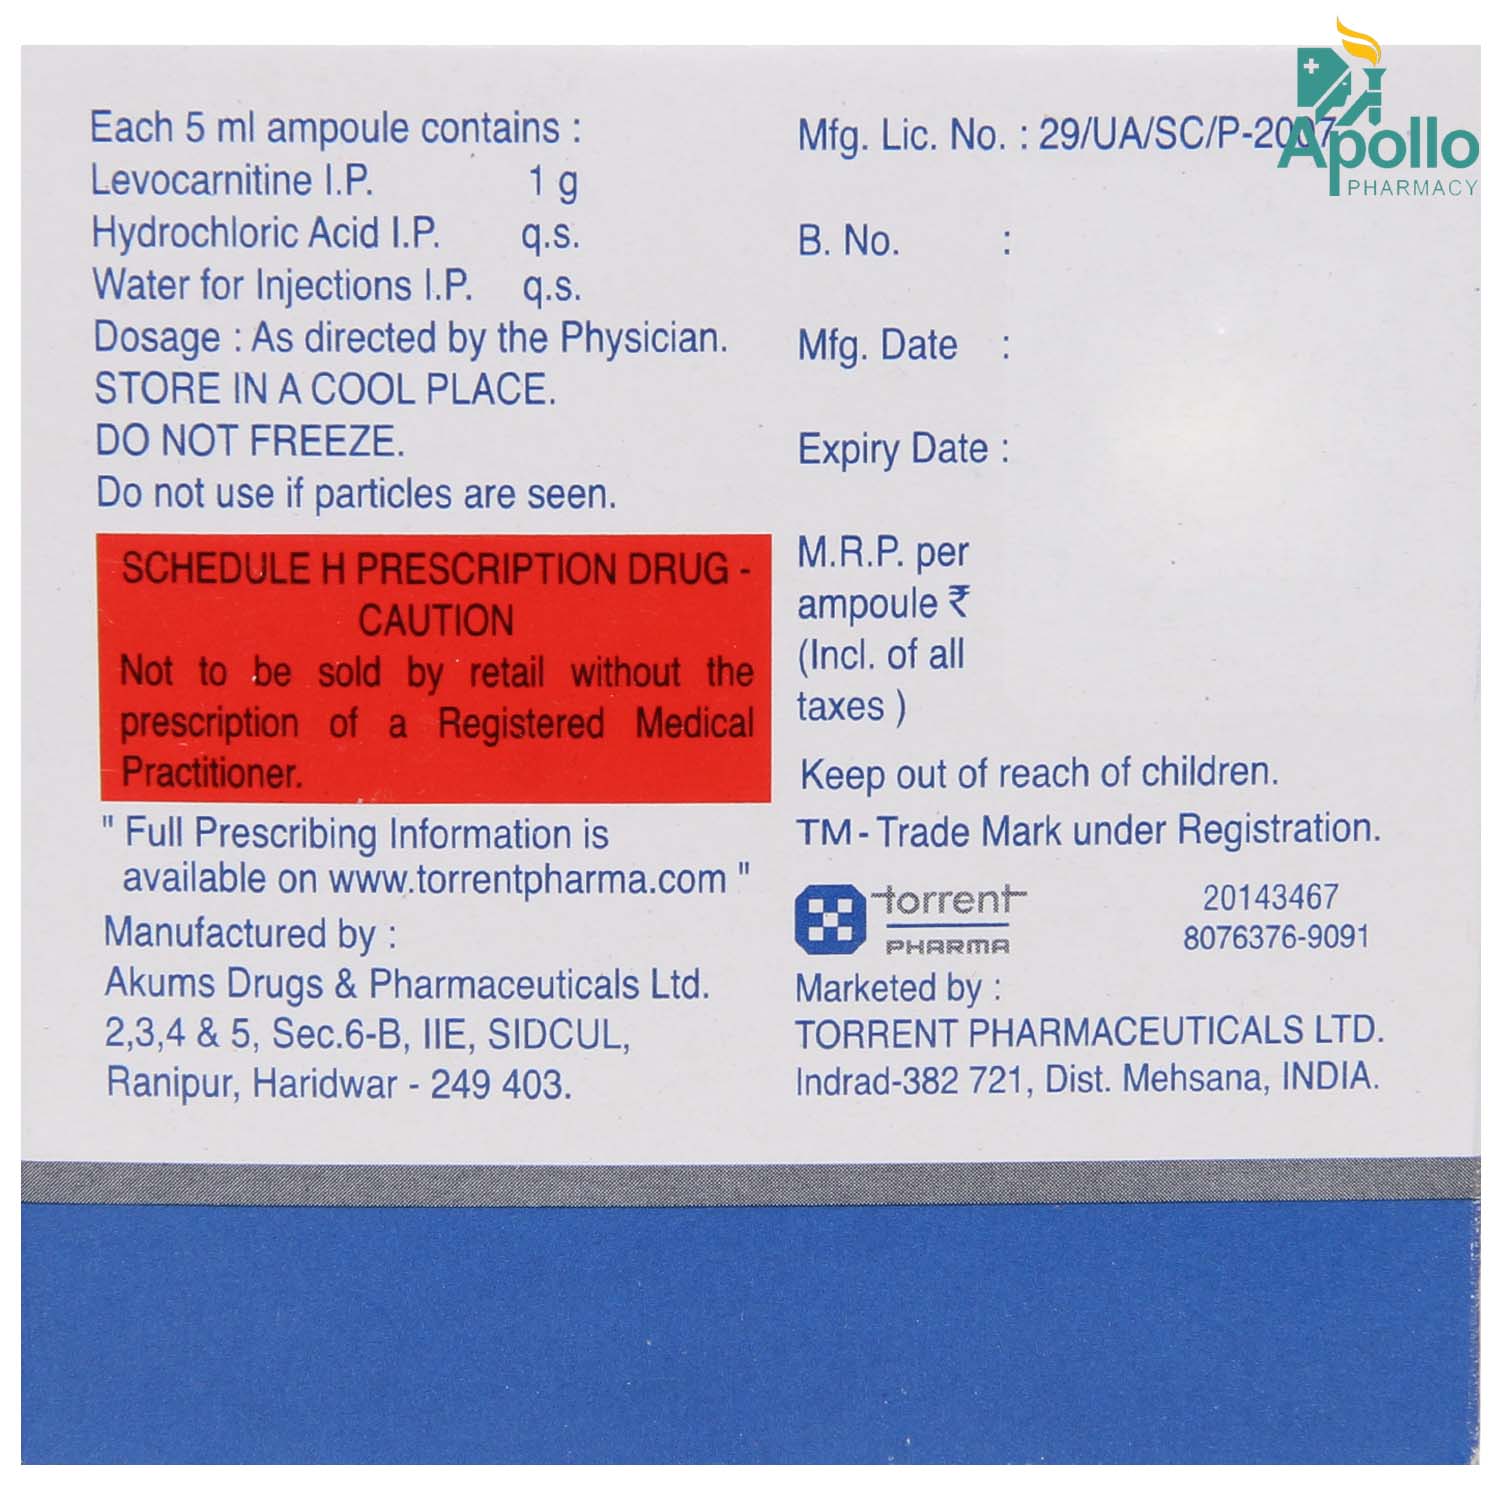 Each 5 ml ampoule contains :
Levocarnitine I.P. 1 g
Hydrochloric Acid I.P. q.s.
Water for Injections I.P. q.s.
Dosage : As directed by the Physician.
STORE IN A COOL PLACE.
DO NOT FREEZE.
Do not use if particles are seen.
SCHEDULE H PRESCRIPTION DRUG -
CAUTION
Not to be sold by retail without the
prescription of a Registered Medical
Practitioner.
" Full Prescribing Information is
available on www.torrentpharma.com "
Manufactured by :
Akums Drugs & Pharmaceuticals Ltd.
2,3,4 & 5, Sec.6-B, IIE, SIDCUL,
Ranipur, Haridwar - 249 403.
Mfg. Lic. No. : 29/UA/SC/P-2007
B. No. :
Mfg. Date :
Expiry Date :
M.R.P. per
ampoule ₹
(Incl. of all
taxes )
Keep out of reach of children.
TM - Trade Mark under Registration.
torrent
PHARMA
20143467
8076376-9091
Marketed by :
TORRENT PHARMACEUTICALS LTD.
Indrad-382 721, Dist. Mehsana, INDIA.
Apollo
PHARMACY